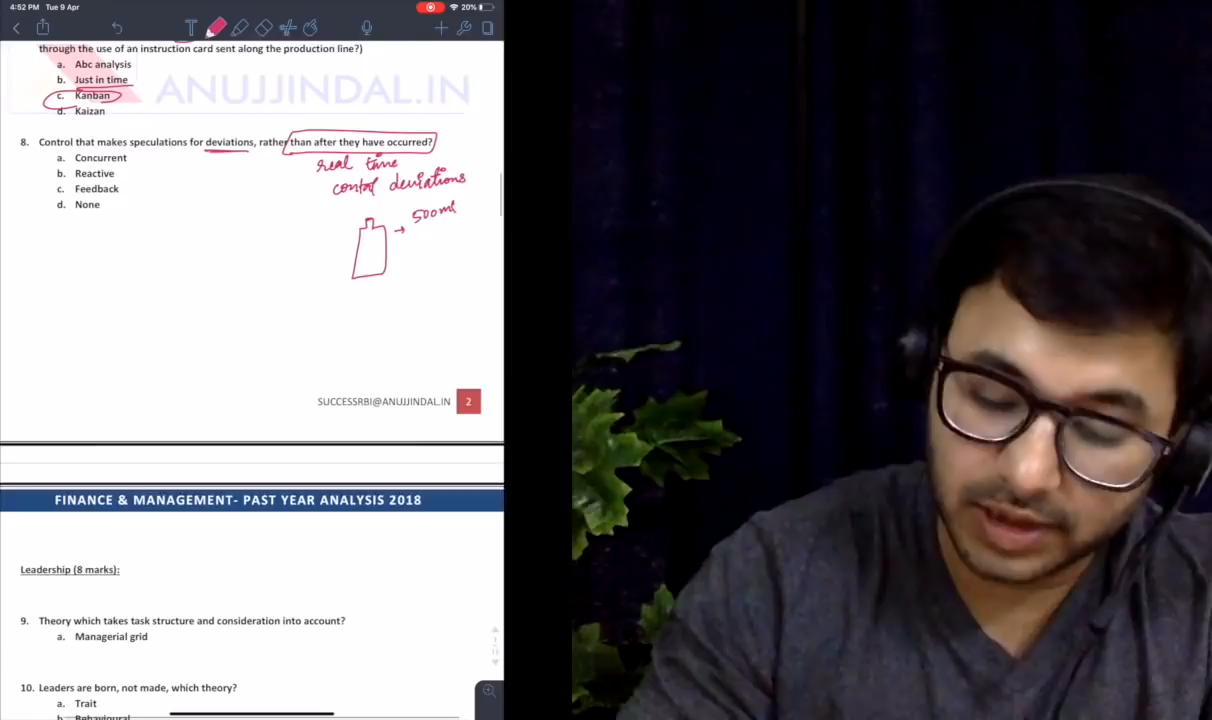 4:52 PM Tue 9 Apr
20%
T
through the use of an instruction card sent along the production line?)
a. Abc analysis
b. Just in time
c. Kanban
d. Kaizan
ANUJJINDAL.IN
8. Control that makes speculations for deviations, rather than after they have occurred?
a. Concurrent
b. Reactive
c. Feedback
d. None
real time
control deviations
500ml
SUCCESSRBI@ANUJJINDAL.IN 2
FINANCE & MANAGEMENT- PAST YEAR ANALYSIS 2018
Leadership (8 marks):
9. Theory which takes task structure and consideration into account?
a. Managerial grid
10. Leaders are born, not made, which theory?
a. Trait
b. Behavioural